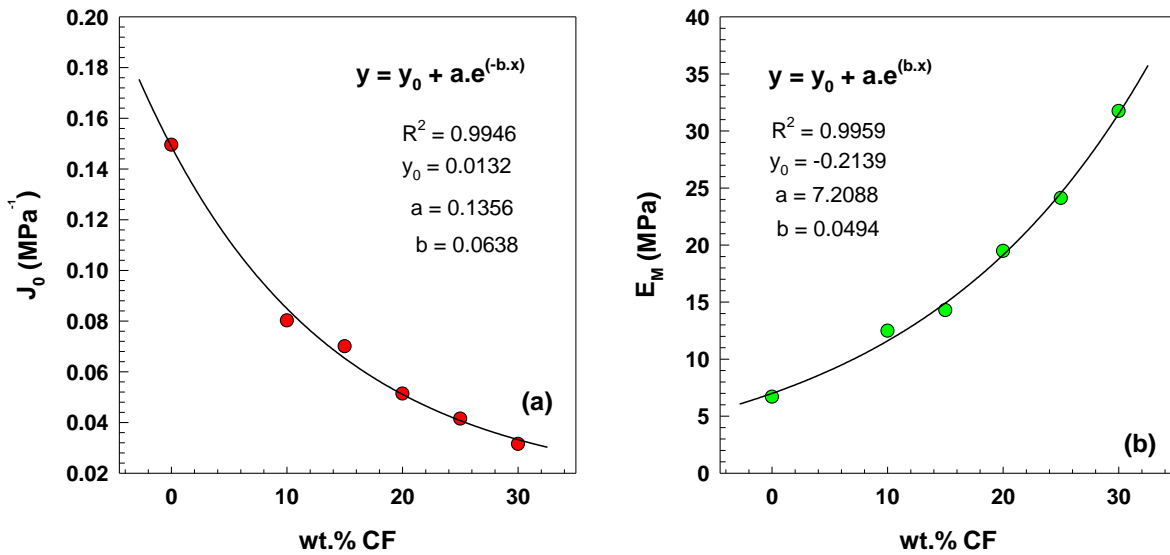 0.20
0.18
0.16
0.14
0.12
0.10
0.08
0.06
0.04
0.02
J₀ (MPa⁻¹)
y = y₀ + a.e^(-b.x)
R² = 0.9946
y₀ = 0.0132
a = 0.1356
b = 0.0638
(a)
0 10 20 30
wt.% CF
40
35
30
25
20
15
10
5
0
E_M (MPa)
y = y₀ + a.e^(b.x)
R² = 0.9959
y₀ = -0.2139
a = 7.2088
b = 0.0494
(b)
0 10 20 30
wt.% CF